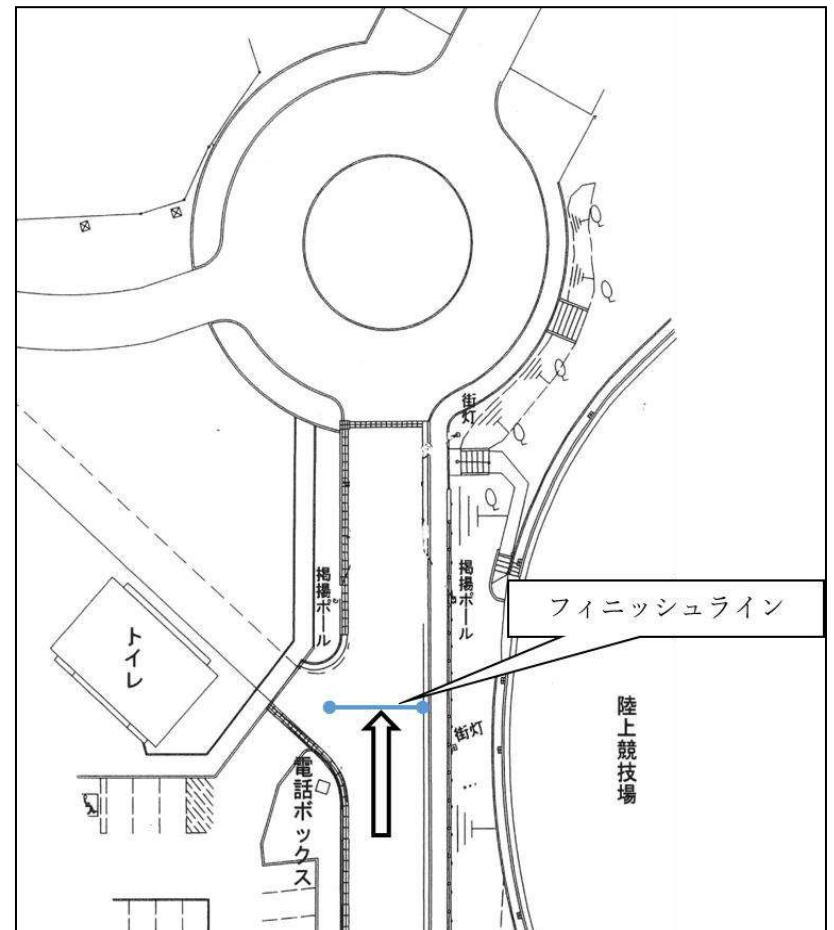 街灯
掲揚ポール
掲揚ポール
フィニッシュライン
トイレ
陸上競技場
街灯
電話ボックス